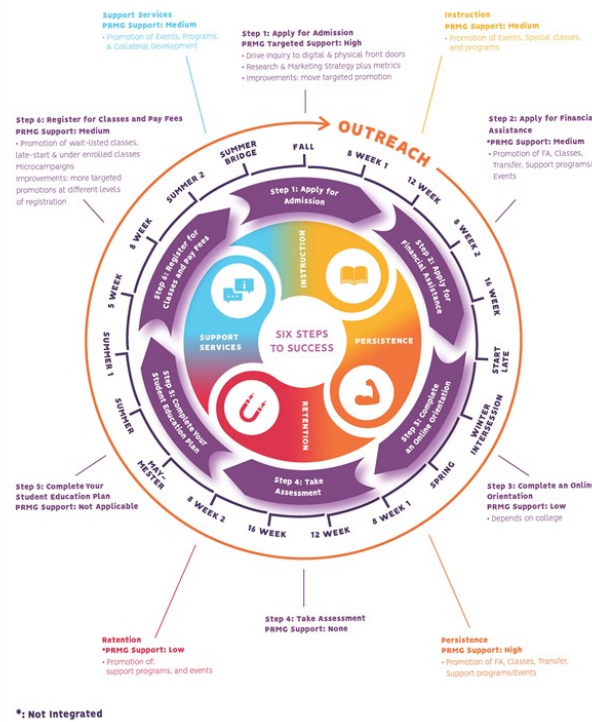 Support Services
PRMG Support: Medium
• Promotion of Events, Programs,
& Collateral Development
Step 1: Apply for Admission
PRMG Targeted Support: High
• Drive Inquiry to digital & physical front doors
• Research & Marketing Strategy plus metrics
• Improvements: move targeted promotion
Instruction
PRMG Support: Medium
• Promotion of Events, Special classes,
and programs
Step 6: Register for Classes and Pay Fees
PRMG Support: Medium
• Promotion of wait-listed classes,
late-start & under enrolled classes
Microcampaigns
Improvements: more targeted
promotions at different levels
of registration
Step 2: Apply for Financial
Assistance
*PRMG Support: Medium
• Promotion of FA, Classes,
Transfer, Support programs/
Events
OUTREACH
SUMMER
BRIDGE
FALL
8 WEEK 1
12 WEEK
8 WEEK 2
16 WEEK
START
LATE
WINTER
INTERSESSION
SPRING
8 WEEK 1
12 WEEK
16 WEEK
8 WEEK 2
MAY-
MESTER
SUMMER
SUMMER 1
5 WEEK
8 WEEK
SUMMER 2
Step 1: Apply for
Admission
Step 2: Apply for
Financial Assistance
Step 3: Complete
an Online Orientation
Step 4: Take
Assessment
Step 5: Complete Your
Student Education Plan
Step 6: Register for
Classes and Pay Fees
INSTRUCTION
SUPPORT
SERVICES
SIX STEPS
TO SUCCESS
PERSISTENCE
RETENTION
Step 5: Complete Your
Student Education Plan
PRMG Support: Not Applicable
Step 3: Complete an Online
Orientation
PRMG Support: Low
• Depends on college
Step 4: Take Assessment
PRMG Support: None
Retention
*PRMG Support: Low
• Promotion of:
support programs, and events
Persistence
PRMG Support: High
• Promotion of FA, Classes, Transfer,
Support programs/Events
*: Not Integrated